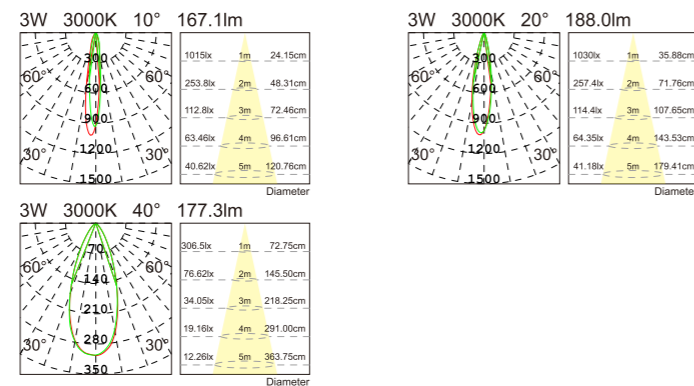 3W 3000K 10° 167.1lm
300
600
900
1200
1500
60° 60°
30° 30°
1015lx 1m 24.15cm
253.8lx 2m 48.31cm
112.8lx 3m 72.46cm
63.46lx 4m 96.61cm
40.62lx 5m 120.76cm
Diameter
3W 3000K 20° 188.0lm
300
600
900
1200
1500
60° 60°
30° 30°
1030lx 1m 35.88cm
257.4lx 2m 71.76cm
114.4lx 3m 107.65cm
64.35lx 4m 143.53cm
41.18lx 5m 179.41cm
Diameter
3W 3000K 40° 177.3lm
70
140
210
280
350
60° 60°
30° 30°
306.5lx 1m 72.75cm
76.62lx 2m 145.50cm
34.05lx 3m 218.25cm
19.16lx 4m 291.00cm
12.26lx 5m 363.75cm
Diameter